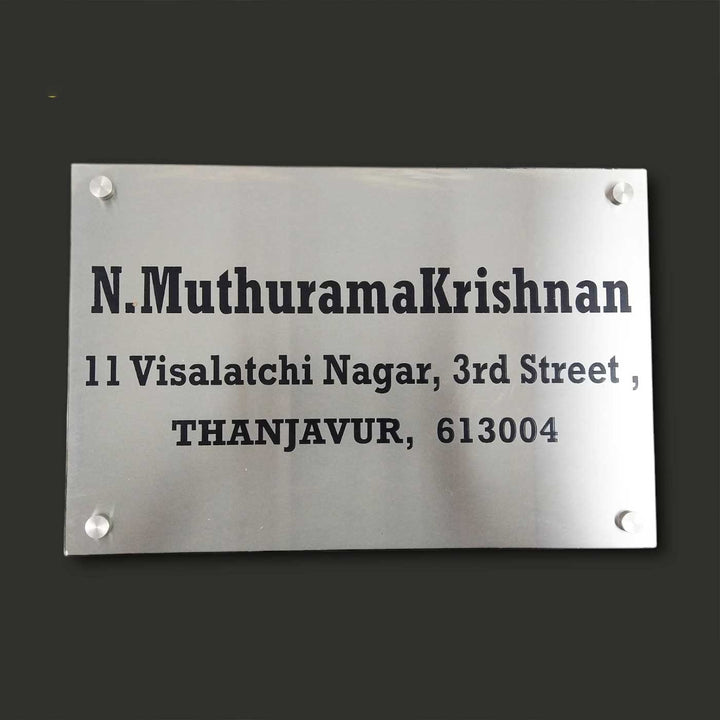 N.MuthuramaKrishnan
11 Visalatchi Nagar, 3rd Street ,
THANJAVUR, 613004